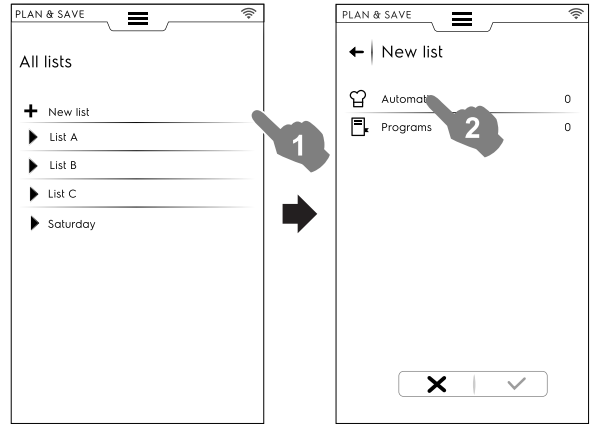 PLAN & SAVE
All lists
New list
List A
List B
List C
Saturday
1
PLAN & SAVE
New list
Automat
0
Programs
0
2